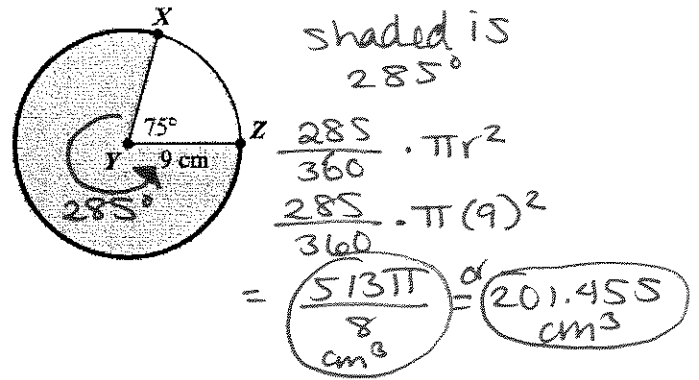 X
shaded is
285°
75°
Z
Y
9 cm
285°
285/360 · πr²
285/360 · π(9)²
= 513π/8 cm³ = or 201.455 cm³